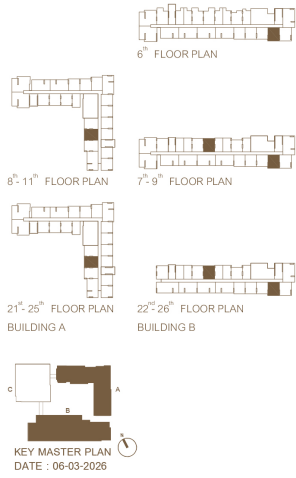 6th FLOOR PLAN
8th - 11th FLOOR PLAN
7th - 9th FLOOR PLAN
21st - 25th FLOOR PLAN
22nd - 26th FLOOR PLAN
BUILDING A
BUILDING B
C
A
B
N
KEY MASTER PLAN
DATE : 06-03-2026